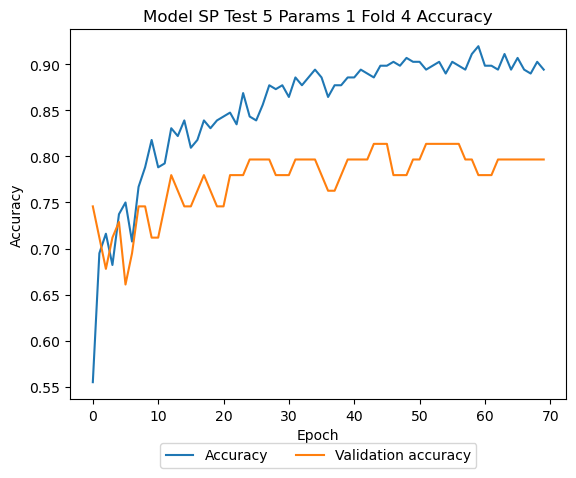 Model SP Test 5 Params 1 Fold 4 Accuracy
Accuracy
0.90
0.85
0.80
0.75
0.70
0.65
0.60
0.55
0 10 20 30 40 50 60 70
Epoch
Accuracy Validation accuracy